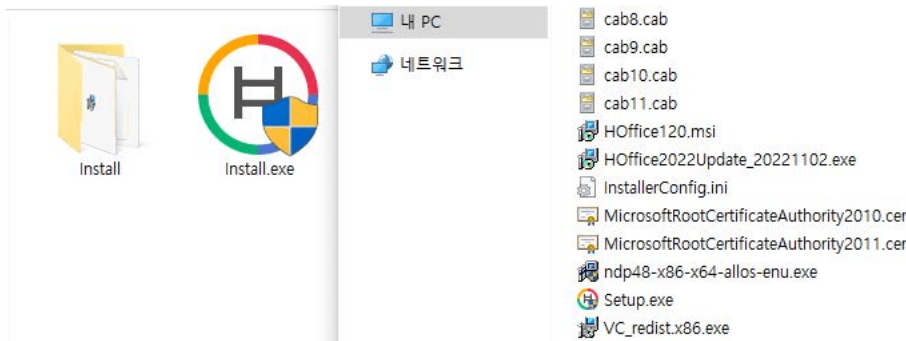 Install
Install.exe
내 PC
네트워크
cab8.cab
cab9.cab
cab10.cab
cab11.cab
HOffice120.msi
HOffice2022Update_20221102.exe
InstallerConfig.ini
MicrosoftRootCertificateAuthority2010.cer
MicrosoftRootCertificateAuthority2011.cer
ndp48-x86-x64-allos-enu.exe
Setup.exe
VC_redist.x86.exe